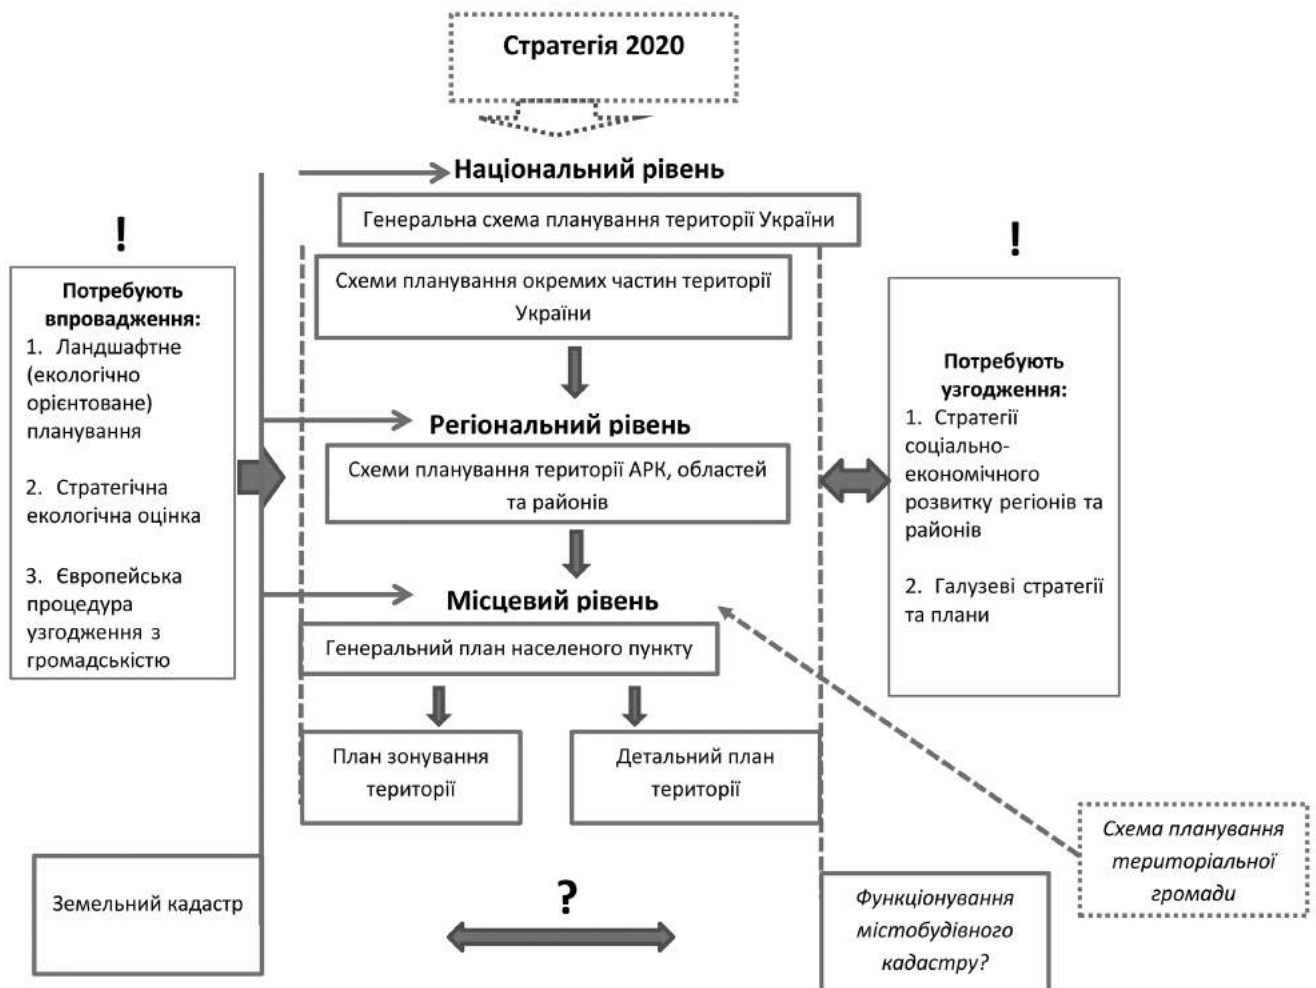 Стратегія 2020
Національний рівень
Генеральна схема планування території України
Схеми планування окремих частин території
України
Регіональний рівень
Схеми планування території АРК, областей
та районів
Місцевий рівень
Генеральний план населеного пункту
План зонування
території
Детальний план
території
!
Потребують
впровадження:
1. Ландшафтне
(екологічно
орієнтоване)
планування
2. Стратегічна
екологічна оцінка
3. Європейська
процедура
узгодження з
громадськістю
!
Потребують
узгодження:
1. Стратегії
соціально-
економічного
розвитку регіонів та
районів
2. Галузеві стратегії
та плани
Схема планування
територіальної
громади
Земельний кадастр
?
Функціонування
містобудівного
кадастру?